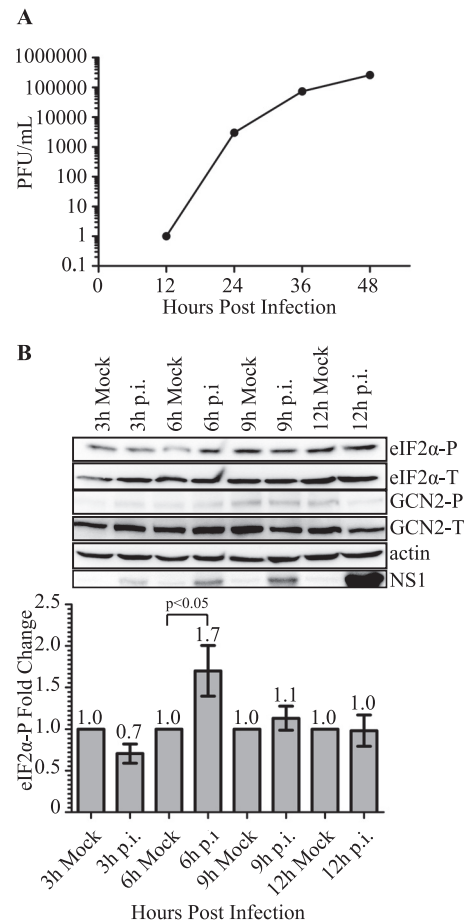 A
1000000
100000
10000
1000
100
10
1
0.1
PFU/mL
0 12 24 36 48
Hours Post Infection
B
3h Mock
3h p.i.
6h Mock
6h p.i
9h Mock
9h p.i.
12h Mock
12h p.i.
eIF2α-P
eIF2α-T
GCN2-P
GCN2-T
actin
NS1
eIF2α-P Fold Change
2.5
2.0
1.5
1.0
0.5
0
p<0.05
1.0 0.7 1.0 1.7 1.0 1.1 1.0 1.0
3h Mock
3h p.i.
6h Mock
6h p.i
9h Mock
9h p.i.
12h Mock
12h p.i.
Hours Post Infection